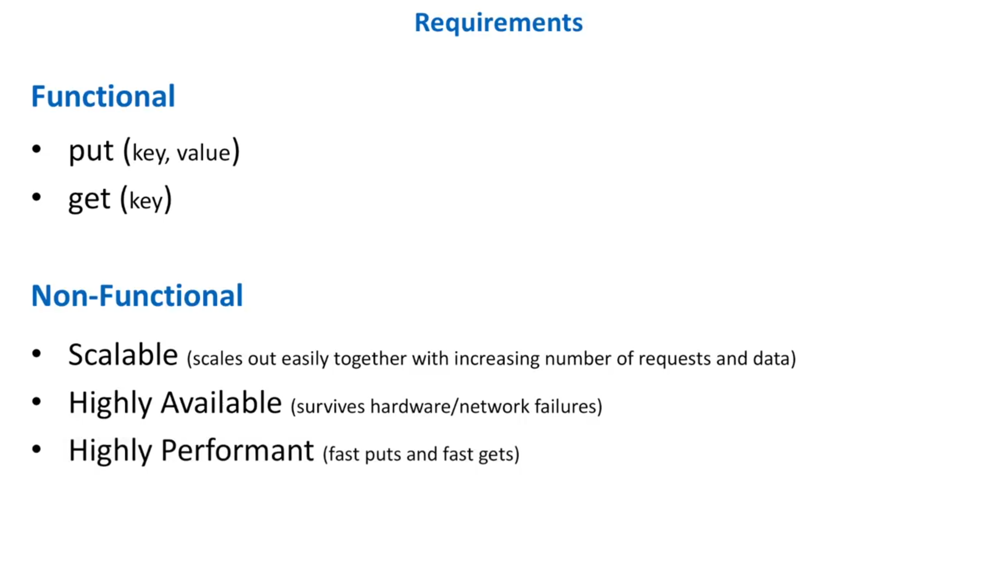 Requirements
Functional
• put (key, value)
• get (key)
Non-Functional
• Scalable (scales out easily together with increasing number of requests and data)
• Highly Available (survives hardware/network failures)
• Highly Performant (fast puts and fast gets)